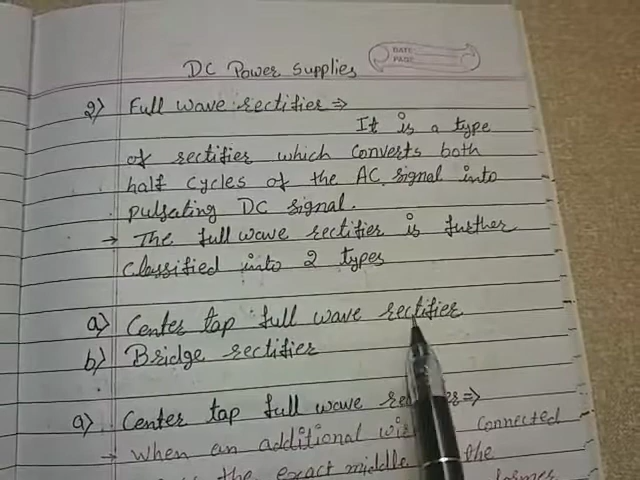 DATE
PAGE
DC Power Supplies
2) Full wave rectifier ⇒
It is a type
of rectifier which converts both
half cycles of the AC signal into
pulsating DC signal.
→ The full wave rectifier is further
classified into 2 types
a) Center tap full wave rectifier
b) Bridge rectifier
a) Center tap full wave ⇒
→ When an additional connected
the exact middle the